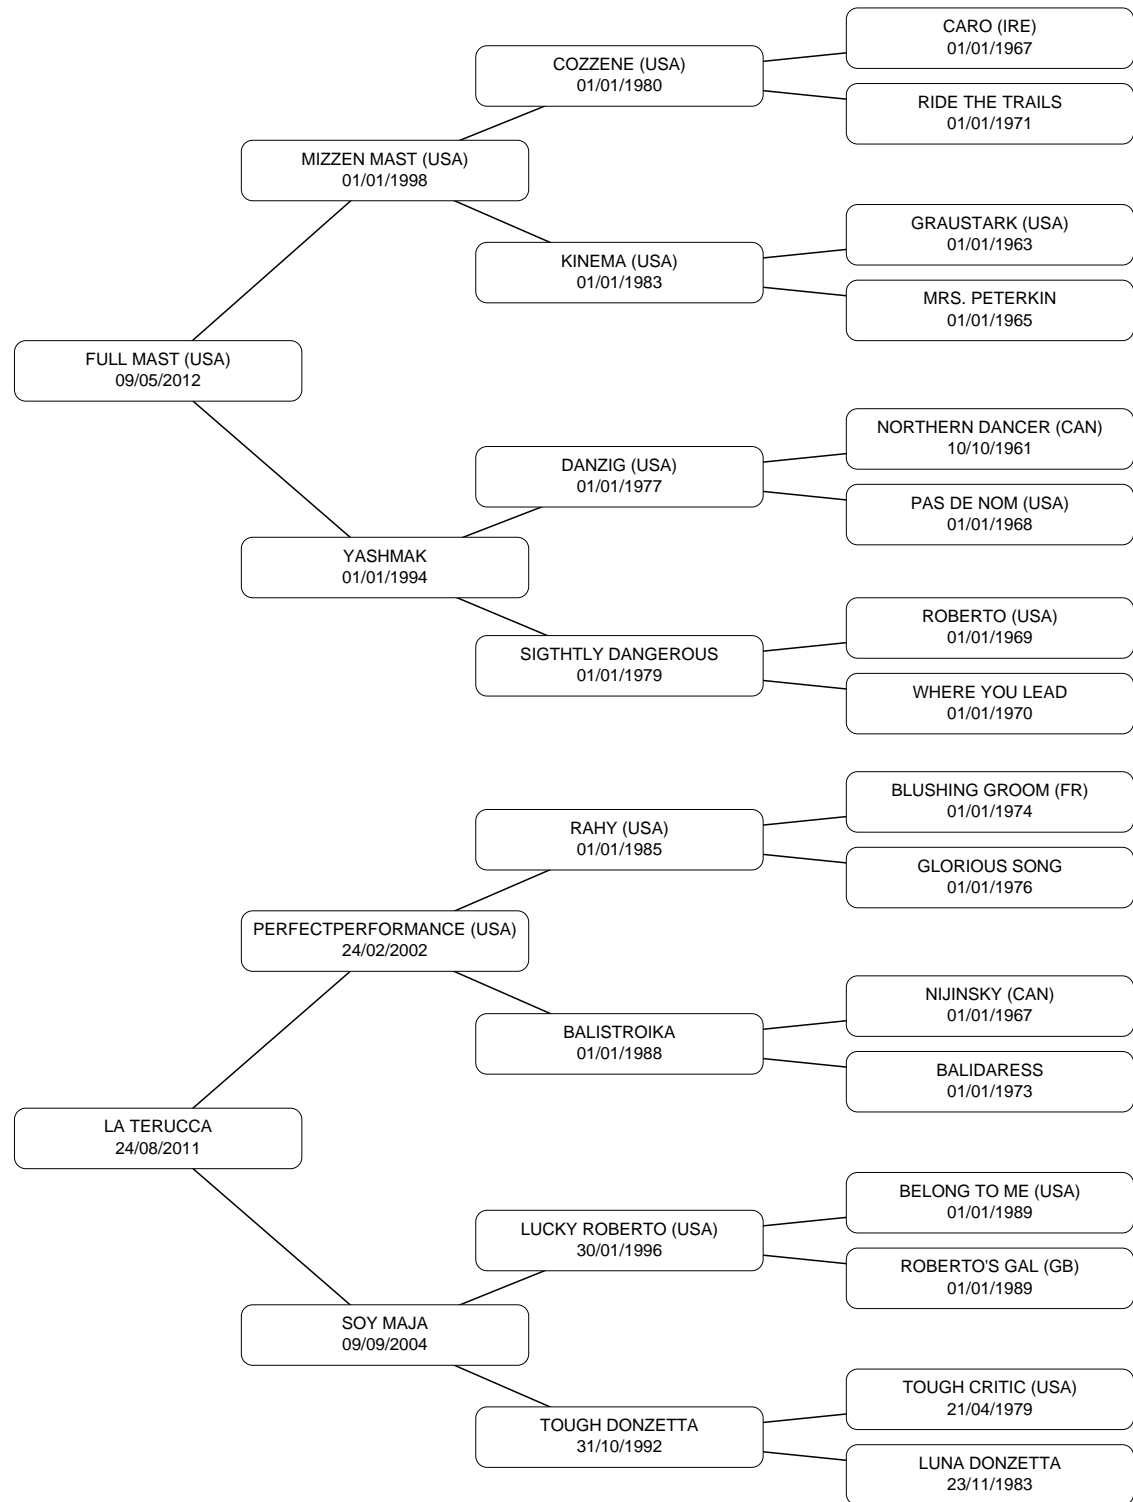 CARO (IRE)
01/01/1967
COZZENE (USA)
01/01/1980
RIDE THE TRAILS
01/01/1971
MIZZEN MAST (USA)
01/01/1998
GRAUSTARK (USA)
01/01/1963
KINEMA (USA)
01/01/1983
MRS. PETERKIN
01/01/1965
FULL MAST (USA)
09/05/2012
NORTHERN DANCER (CAN)
10/10/1961
DANZIG (USA)
01/01/1977
PAS DE NOM (USA)
01/01/1968
YASHMAK
01/01/1994
ROBERTO (USA)
01/01/1969
SIGTHTLY DANGEROUS
01/01/1979
WHERE YOU LEAD
01/01/1970
BLUSHING GROOM (FR)
01/01/1974
RAHY (USA)
01/01/1985
GLORIOUS SONG
01/01/1976
PERFECTPERFORMANCE (USA)
24/02/2002
NIJINSKY (CAN)
01/01/1967
BALISTROIKA
01/01/1988
BALIDARESS
01/01/1973
LA TERUCCA
24/08/2011
BELONG TO ME (USA)
01/01/1989
LUCKY ROBERTO (USA)
30/01/1996
ROBERTO'S GAL (GB)
01/01/1989
SOY MAJA
09/09/2004
TOUGH CRITIC (USA)
21/04/1979
TOUGH DONZETTA
31/10/1992
LUNA DONZETTA
23/11/1983